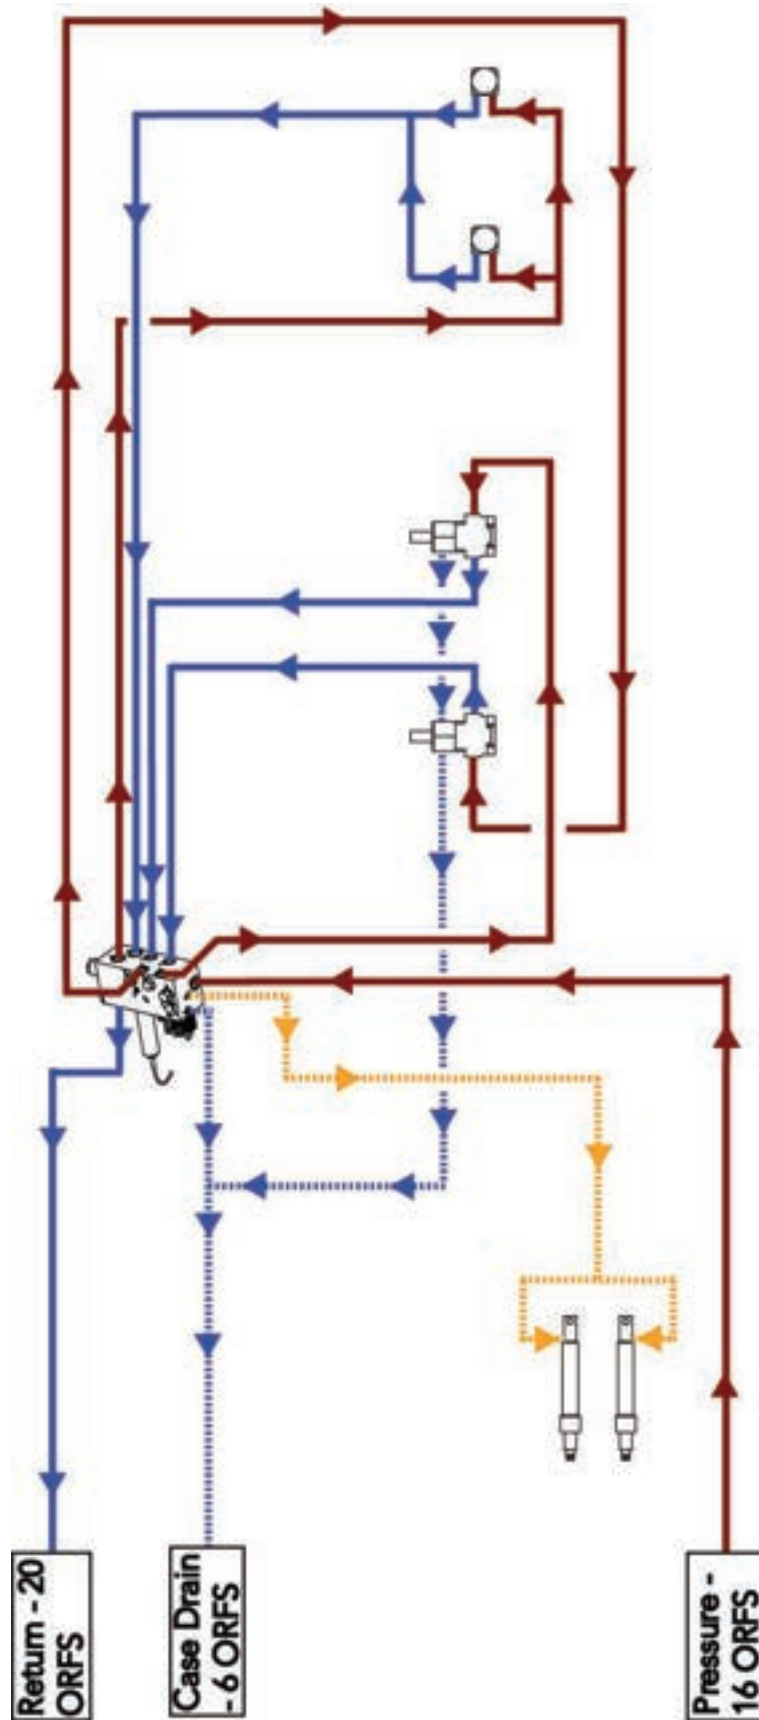 Return - 20
ORFS
Case Drain
- 6 ORFS
Pressure -
16 ORFS